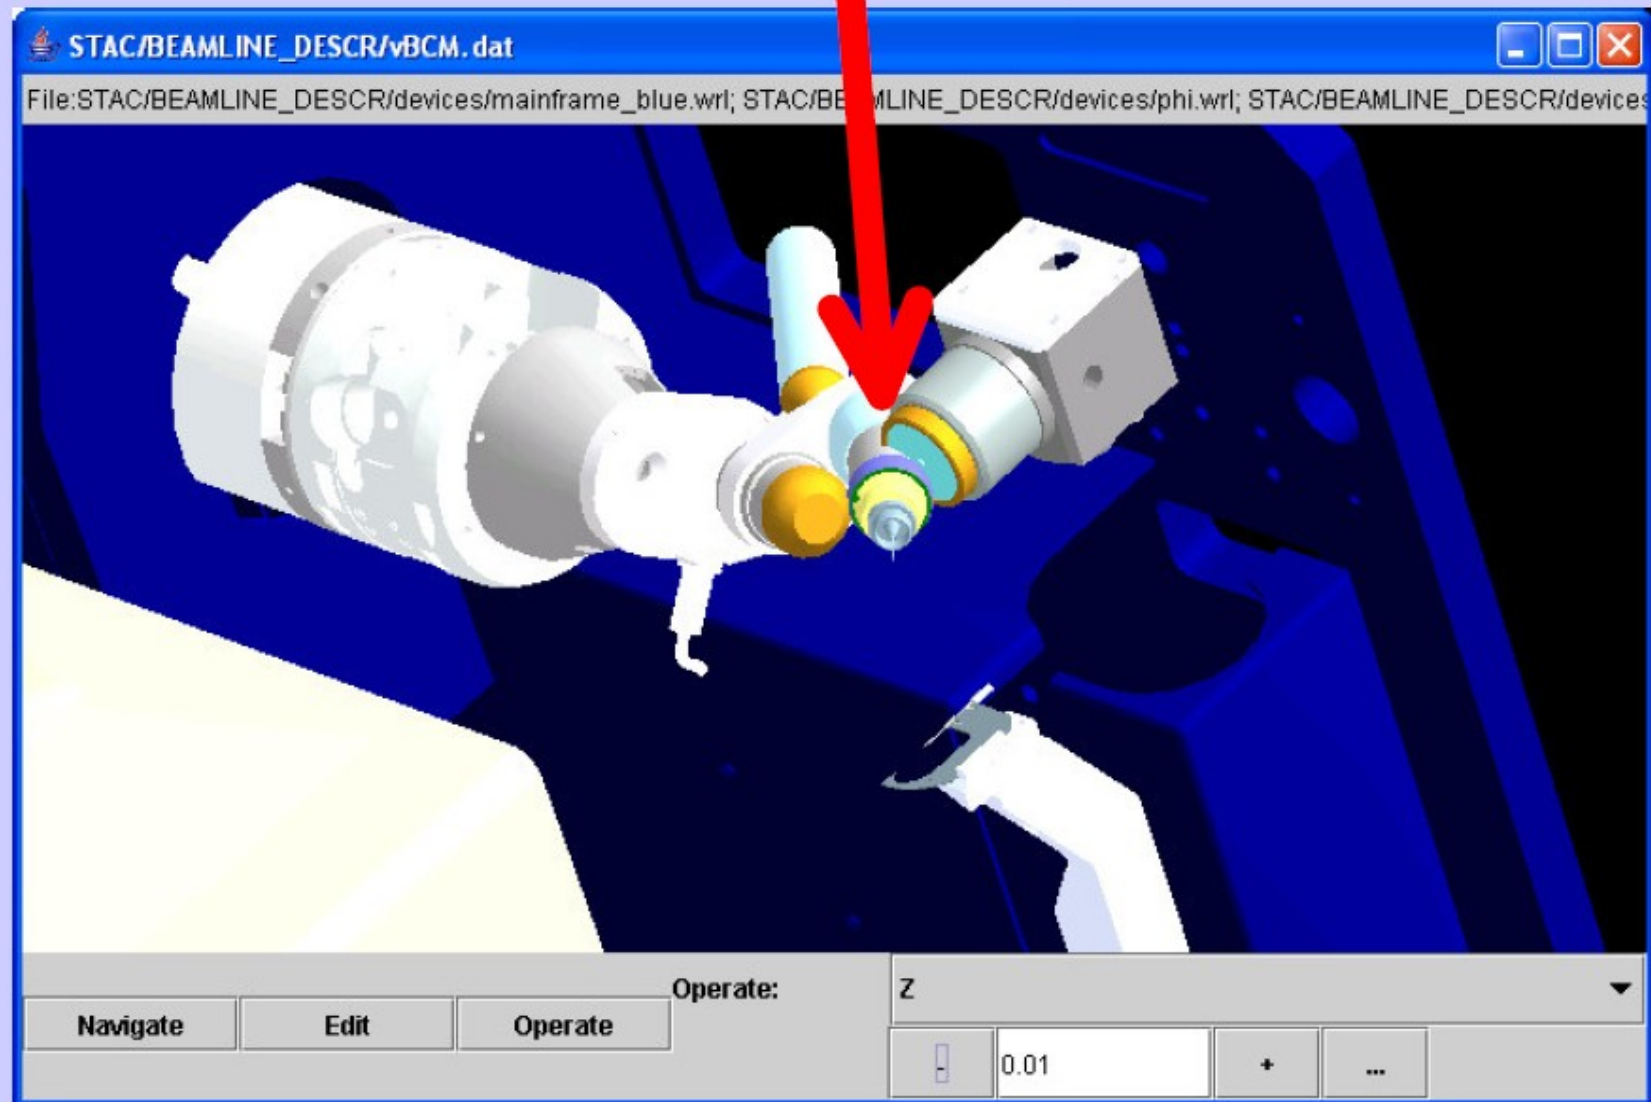 STAC/BEAMLINE_DESCR/vBCM.dat
File:STAC/BEAMLINE_DESCR/devices/mainframe_blue.wrl; STAC/BE MLINE_DESCR/devices/phi.wrl; STAC/BEAMLINE_DESCR/devices
Operate:
Z
Navigate Edit Operate
- 0.01 + ...